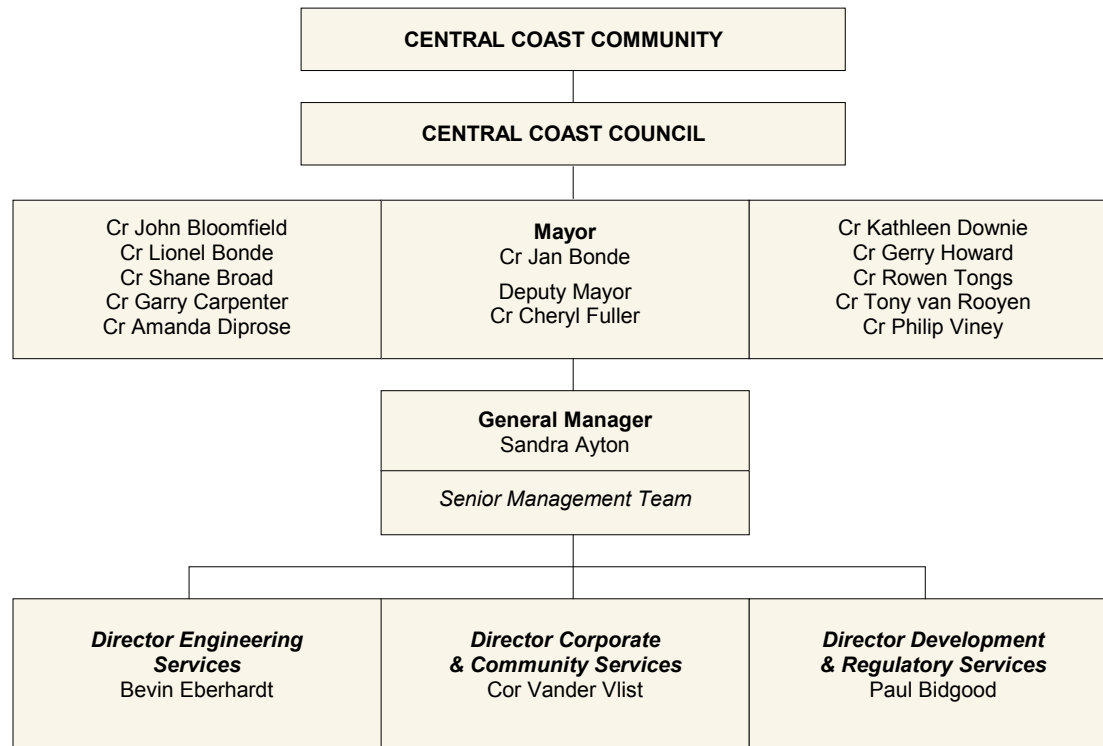 CENTRAL COAST COMMUNITY
CENTRAL COAST COUNCIL
Cr John Bloomfield
Cr Lionel Bonde
Cr Shane Broad
Cr Garry Carpenter
Cr Amanda Diprose
Mayor
Cr Jan Bonde
Deputy Mayor
Cr Cheryl Fuller
Cr Kathleen Downie
Cr Gerry Howard
Cr Rowen Tongs
Cr Tony van Rooyen
Cr Philip Viney
General Manager
Sandra Ayton
Senior Management Team
Director Engineering
Services
Bevin Eberhardt
Director Corporate
& Community Services
Cor Vander Vlist
Director Development
& Regulatory Services
Paul Bidgood